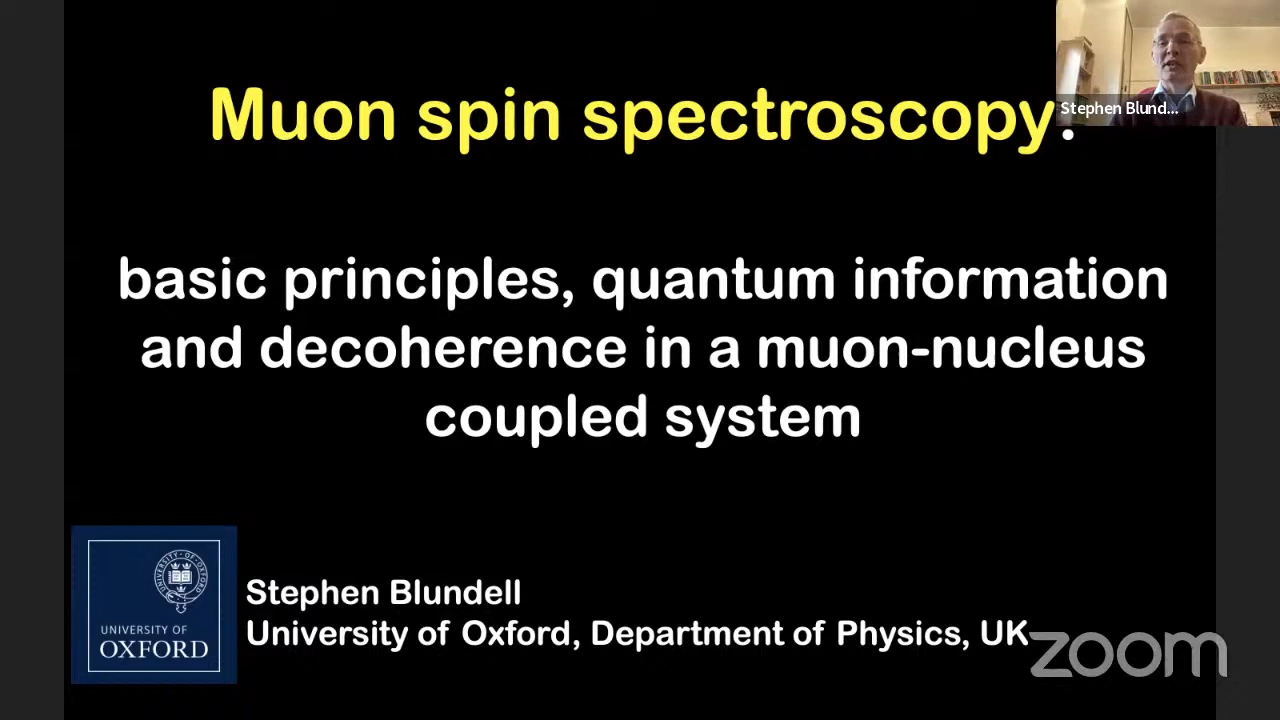 Muon spin spectroscopy:
Stephen Blund...
basic principles, quantum information
and decoherence in a muon-nucleus
coupled system
UNIVERSITY OF
OXFORD
Stephen Blundell
University of Oxford, Department of Physics, UK
zoom